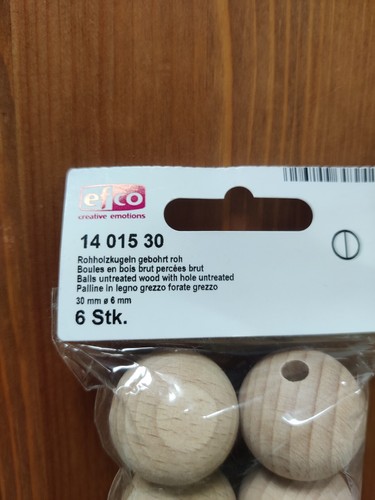 efco
creative emotions
14 015 30
Rohholzkugeln gebohrt roh
Boules en bois brut percées brut
Balls untreated wood with hole untreated
Palline in legno grezzo forate grezzo
30 mm ø 6 mm
6 Stk.